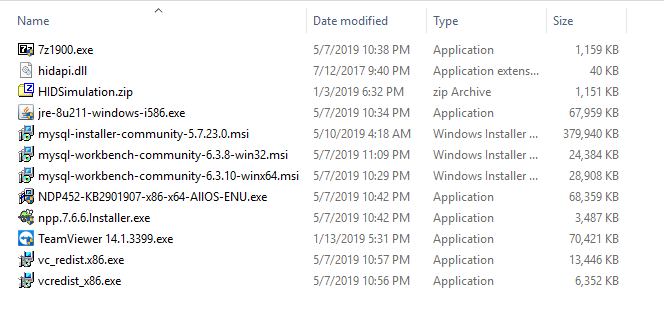 Name Date modified Type Size
7z1900.exe 5/7/2019 10:38 PM Application 1,159 KB
hidapi.dll 7/12/2017 9:40 PM Application extens... 40 KB
HIDSimulation.zip 1/3/2019 6:32 PM zip Archive 1,151 KB
jre-8u211-windows-i586.exe 5/7/2019 10:34 PM Application 67,959 KB
mysql-installer-community-5.7.23.0.msi 5/10/2019 4:18 AM Windows Installer ... 379,940 KB
mysql-workbench-community-6.3.8-win32.msi 5/7/2019 11:09 PM Windows Installer ... 24,384 KB
mysql-workbench-community-6.3.10-winx64.msi 5/7/2019 10:29 PM Windows Installer ... 28,908 KB
NDP452-KB2901907-x86-x64-AllOS-ENU.exe 5/7/2019 10:42 PM Application 68,359 KB
npp.7.6.6.Installer.exe 5/7/2019 10:42 PM Application 3,487 KB
TeamViewer 14.1.3399.exe 1/13/2019 5:31 PM Application 70,421 KB
vc_redist.x86.exe 5/7/2019 10:57 PM Application 13,446 KB
vcredist_x86.exe 5/7/2019 10:56 PM Application 6,352 KB